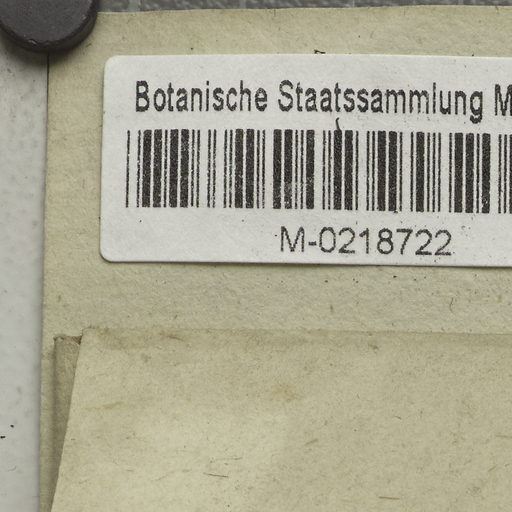 Botanische Staatssammlung M
M-0218722